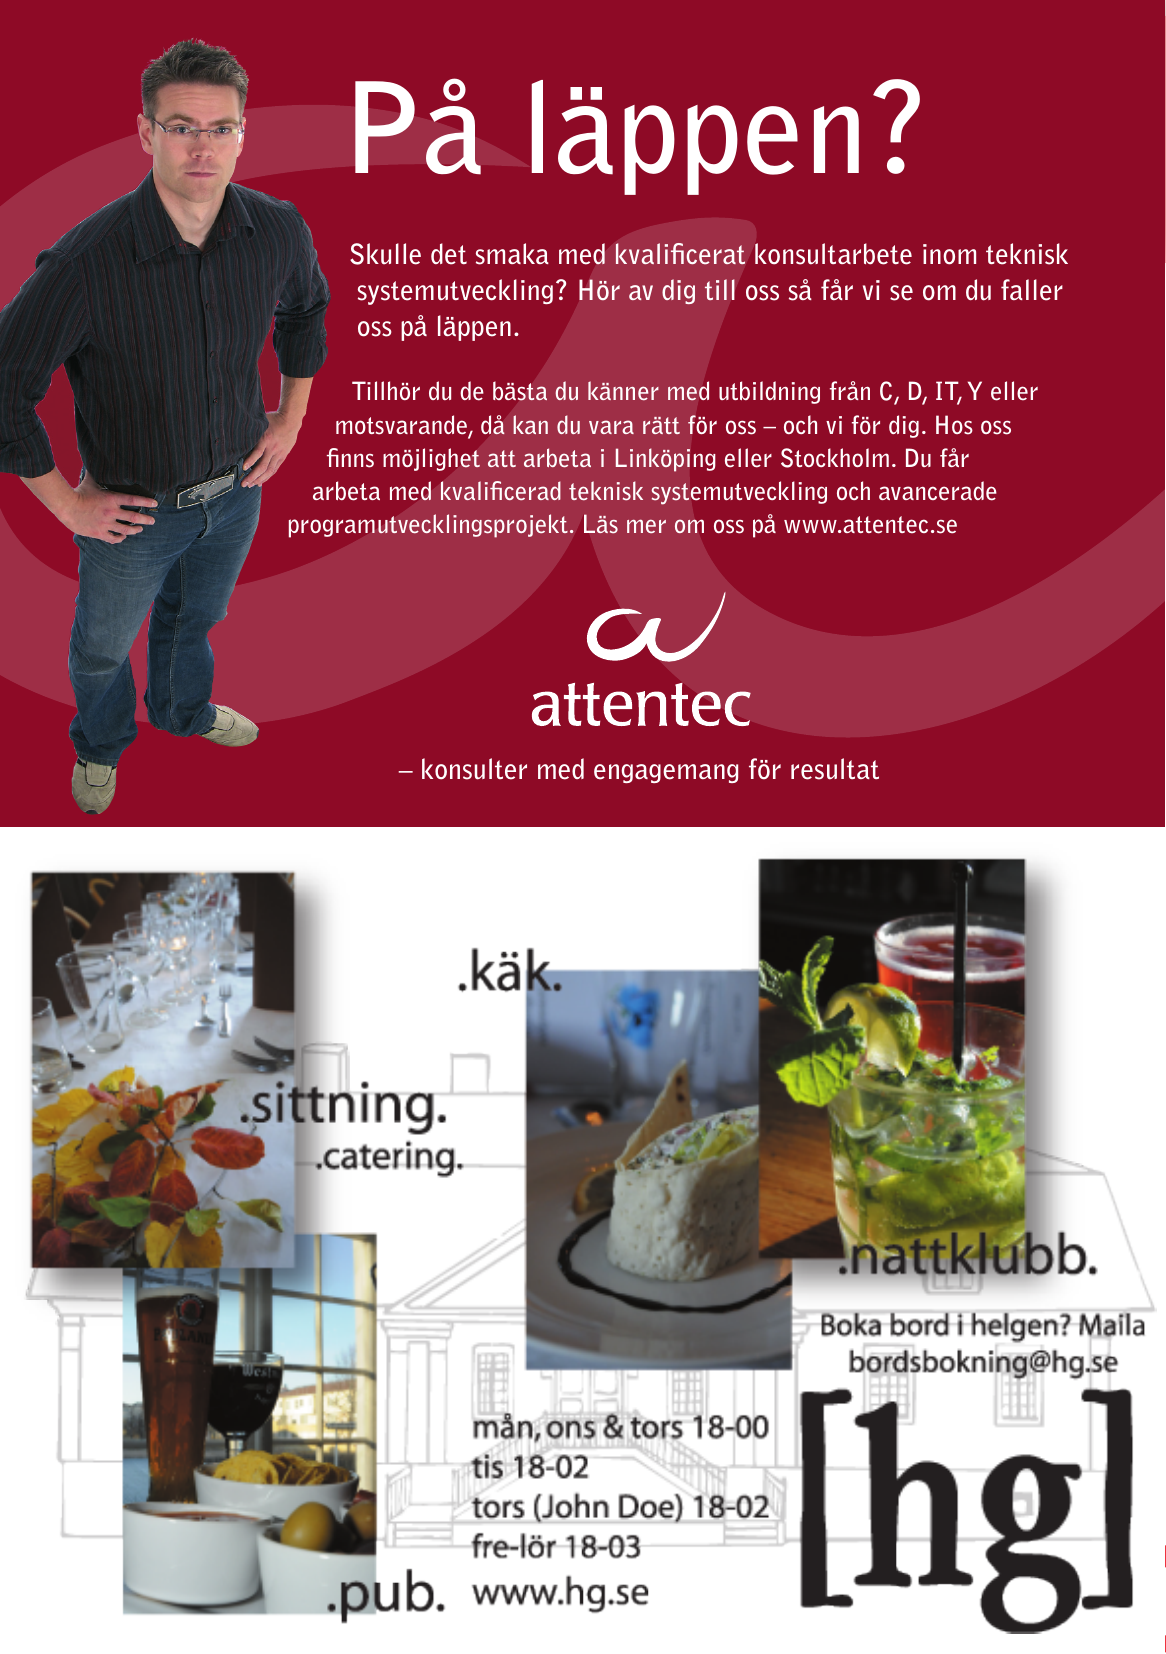 På läppen?
Skulle det smaka med kvalificerat konsultarbete inom teknisk
systemutveckling? Hör av dig till oss så får vi se om du faller
oss på läppen.
Tillhör du de bästa du känner med utbildning från C, D, IT, Y eller
motsvarande, då kan du vara rätt för oss – och vi för dig. Hos oss
finns möjlighet att arbeta i Linköping eller Stockholm. Du får
arbeta med kvalificerad teknisk systemutveckling och avancerade
programutvecklingsprojekt. Läs mer om oss på www.attentec.se
attentec
– konsulter med engagemang för resultat
.käk.
.sittning.
.catering.
.nattklubb.
Boka bord i helgen? Maila
bordsbokning@hg.se
mån, ons & tors 18-00
tis 18-02
tors (John Doe) 18-02
fre-lör 18-03
www.hg.se
.pub.
[hg]